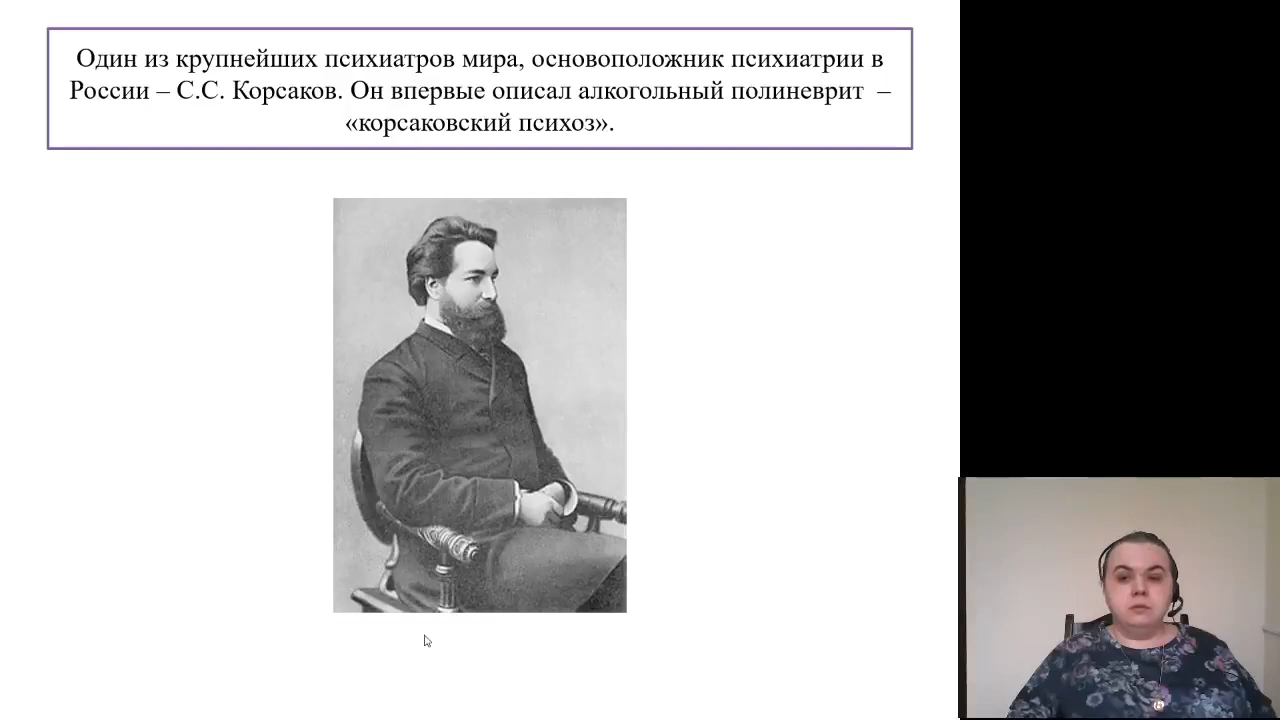 Один из крупнейших психиатров мира, основоположник психиатрии в
России – С.С. Корсаков. Он впервые описал алкогольный полиневрит –
«корсаковский психоз».